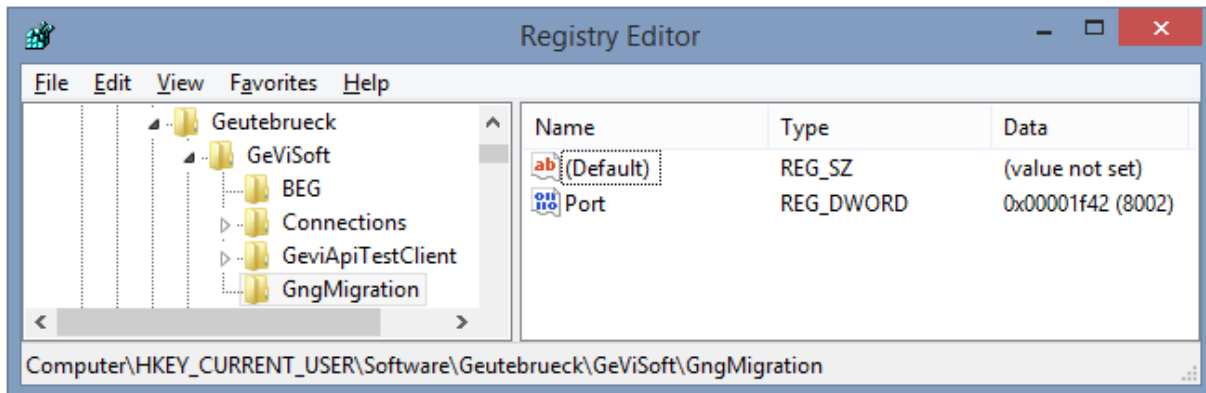 Registry Editor
File Edit View Favorites Help
Geutebrueck
GeViSoft
BEG
Connections
GeviApiTestClient
GngMigration
Name Type Data
ab (Default) REG_SZ (value not set)
Port REG_DWORD 0x00001f42 (8002)
Computer\HKEY_CURRENT_USER\Software\Geutebrueck\GeViSoft\GngMigration